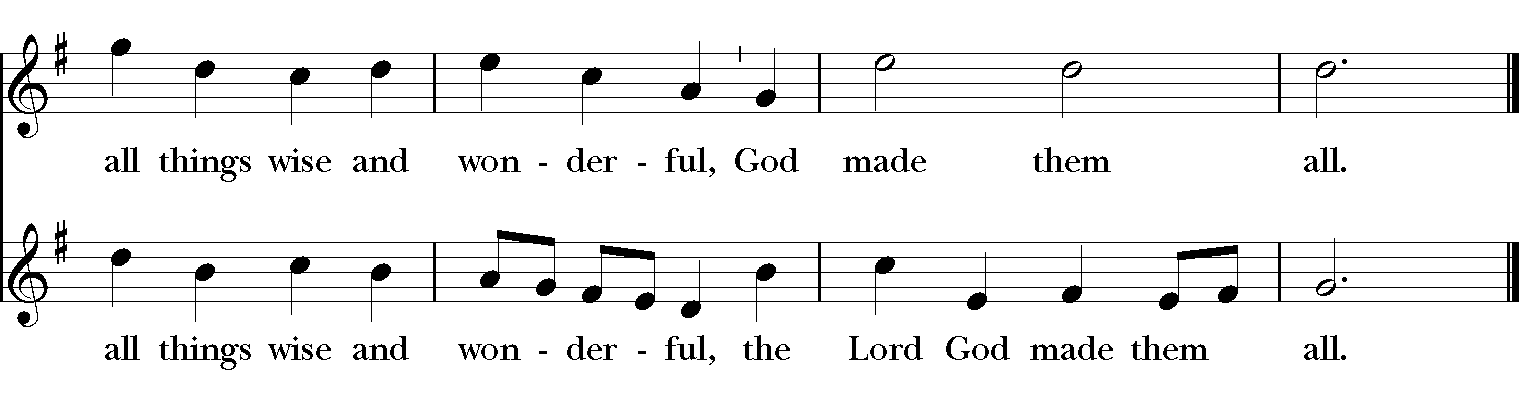 all things wise and won - der - ful, God made them all.
all things wise and won - der - ful, the Lord God made them all.